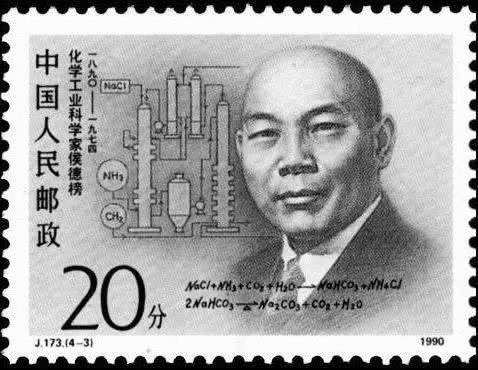 中国人民邮政
化学工业科学家侯德榜
一八九〇——一九七四
NaCl
NH₃
CH₂
NaCl+NH₃+CO₂+H₂O→NaHCO₃+NH₄Cl
2NaHCO₃→Na₂CO₃+CO₂+H₂O
△
20分
J.173.(4-3)
1990